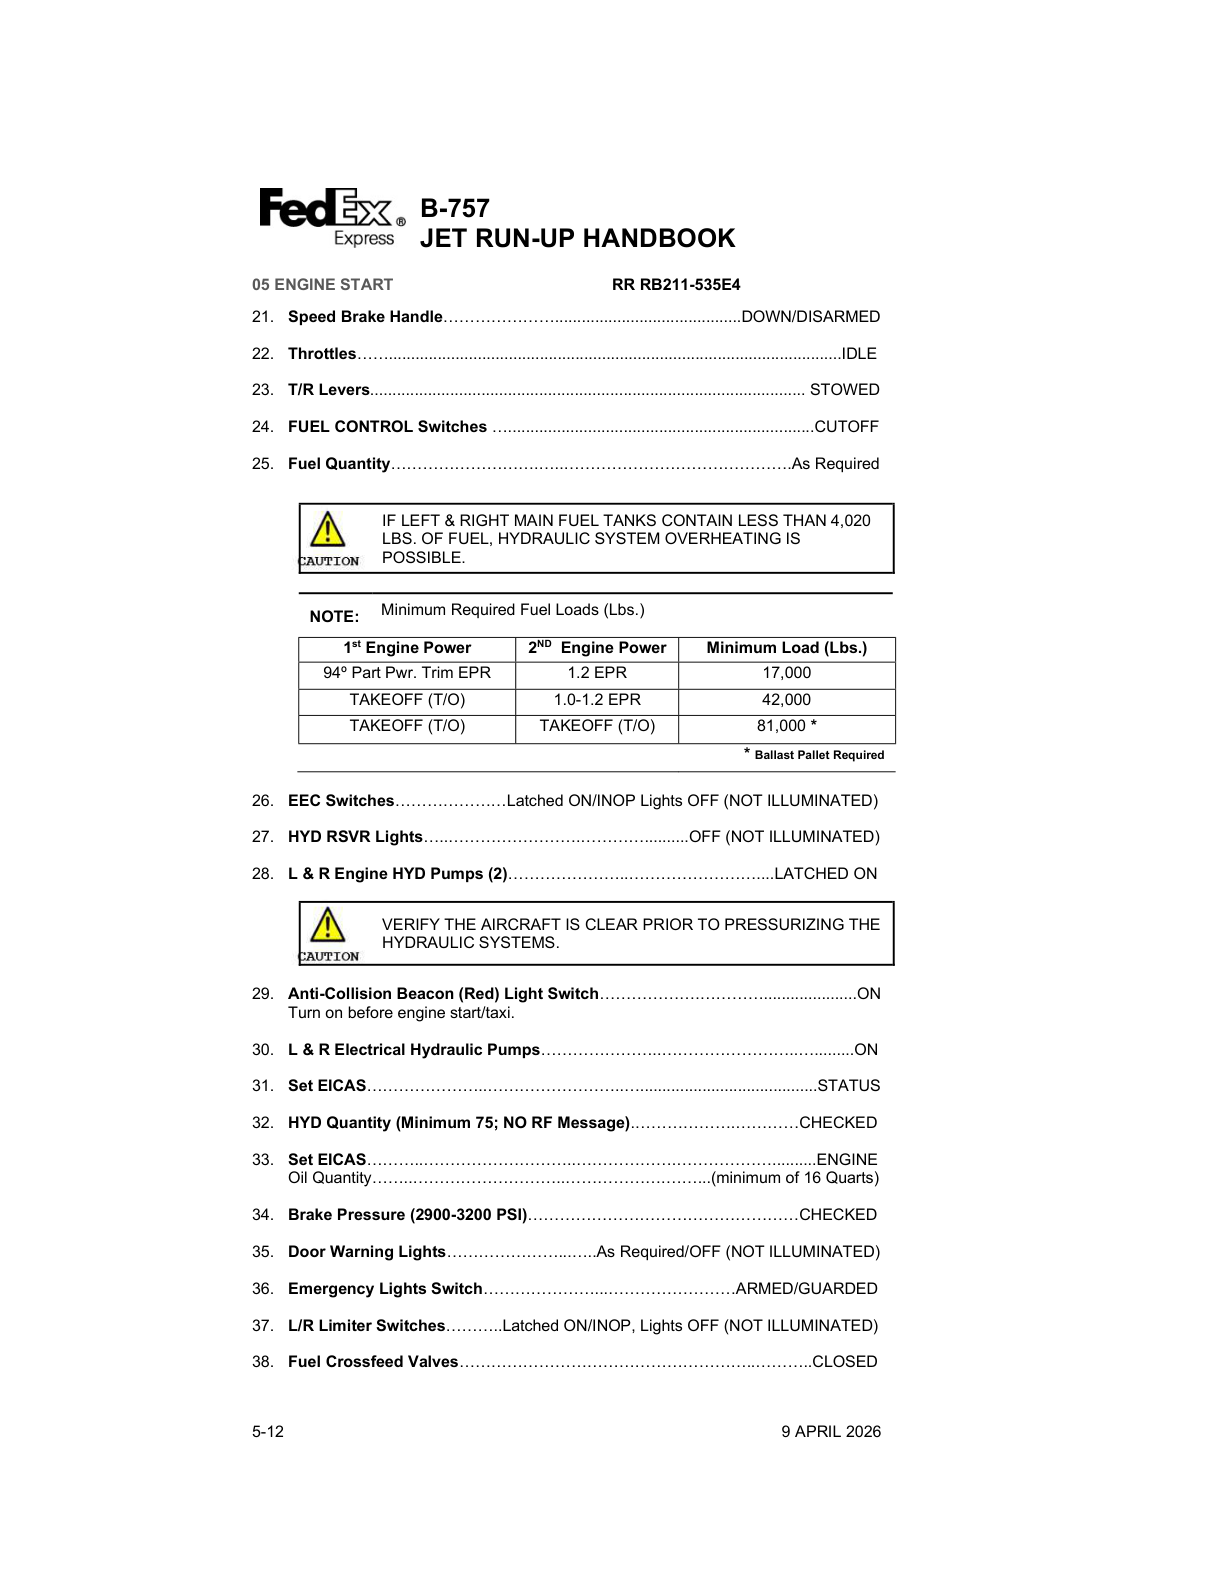 FedEx®
Express
B-757
JET RUN-UP HANDBOOK
05 ENGINE START RR RB211-535E4
21. Speed Brake Handle…………………..........................................DOWN/DISARMED
22. Throttles……......................................................................................................IDLE
23. T/R Levers.................................................................................................. STOWED
24. FUEL CONTROL Switches ….....................................................................CUTOFF
25. Fuel Quantity……………………….…………………………………….As Required
CAUTION
IF LEFT & RIGHT MAIN FUEL TANKS CONTAIN LESS THAN 4,020
LBS. OF FUEL, HYDRAULIC SYSTEM OVERHEATING IS
POSSIBLE.
NOTE: Minimum Required Fuel Loads (Lbs.)
1st Engine Power 2ND Engine Power Minimum Load (Lbs.)
94º Part Pwr. Trim EPR 1.2 EPR 17,000
TAKEOFF (T/O) 1.0-1.2 EPR 42,000
TAKEOFF (T/O) TAKEOFF (T/O) 81,000 *
* Ballast Pallet Required
26. EEC Switches…………………Latched ON/INOP Lights OFF (NOT ILLUMINATED)
27. HYD RSVR Lights…..…………………….………….........OFF (NOT ILLUMINATED)
28. L & R Engine HYD Pumps (2)…………………..……………………....LATCHED ON
CAUTION
VERIFY THE AIRCRAFT IS CLEAR PRIOR TO PRESSURIZING THE
HYDRAULIC SYSTEMS.
29. Anti-Collision Beacon (Red) Light Switch……………….………….....................ON
Turn on before engine start/taxi.
30. L & R Electrical Hydraulic Pumps…………………..……………………..….........ON
31. Set EICAS…………………..……………………..….......................................STATUS
32. HYD Quantity (Minimum 75; NO RF Message)..……………….…………CHECKED
33. Set EICAS………..………………………..……………….………………..........ENGINE
Oil Quantity……..………………………..……………………...(minimum of 16 Quarts)
34. Brake Pressure (2900-3200 PSI)……………………………………………CHECKED
35. Door Warning Lights…………………...…..As Required/OFF (NOT ILLUMINATED)
36. Emergency Lights Switch…………………...……………………ARMED/GUARDED
37. L/R Limiter Switches………..Latched ON/INOP, Lights OFF (NOT ILLUMINATED)
38. Fuel Crossfeed Valves………………………………………………..………..CLOSED
5-12 9 APRIL 2026